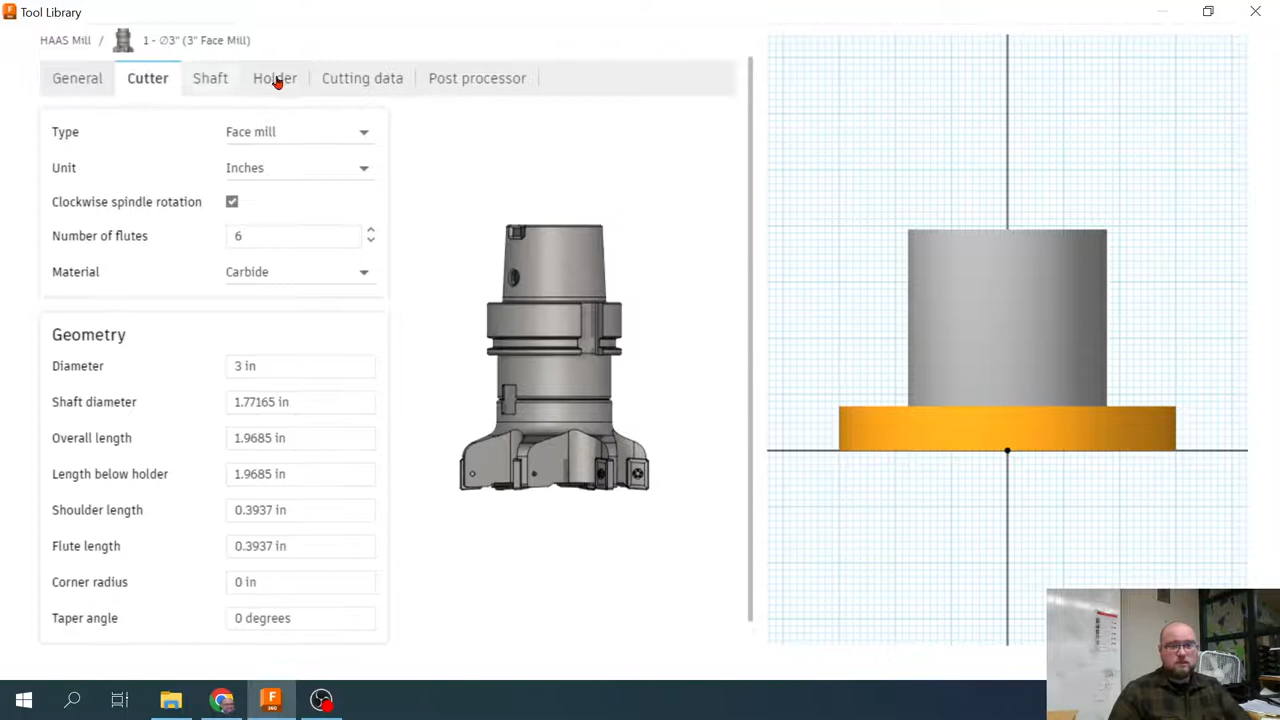 Tool Library
HAAS Mill / 1 - Ø3" (3" Face Mill)
General Cutter Shaft Holder Cutting data Post processor
Type Face mill
Unit Inches
Clockwise spindle rotation
Number of flutes 6
Material Carbide
Geometry
Diameter 3 in
Shaft diameter 1.77165 in
Overall length 1.9685 in
Length below holder 1.9685 in
Shoulder length 0.3937 in
Flute length 0.3937 in
Corner radius 0 in
Taper angle 0 degrees
F
360